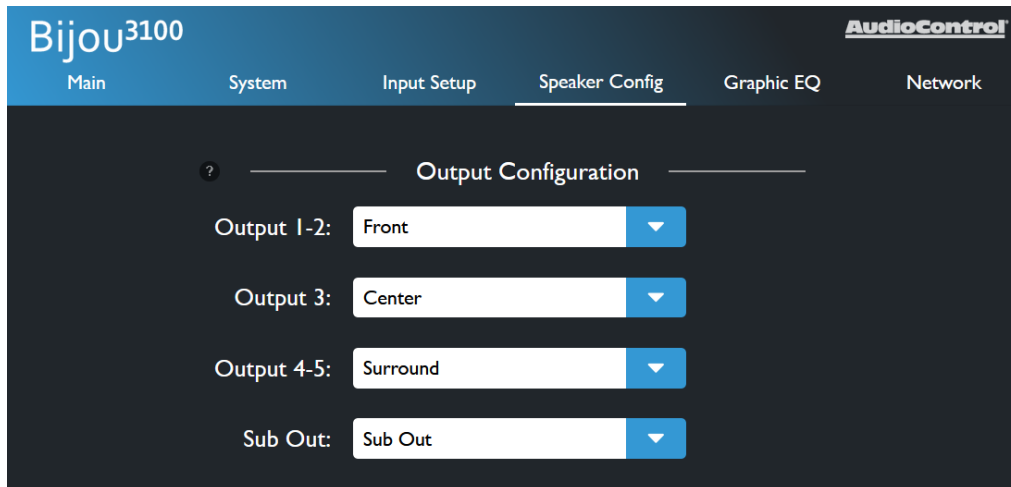 Bijou3100
AudioControl
Main System Input Setup Speaker Config Graphic EQ Network
? Output Configuration
Output 1-2: Front
Output 3: Center
Output 4-5: Surround
Sub Out: Sub Out